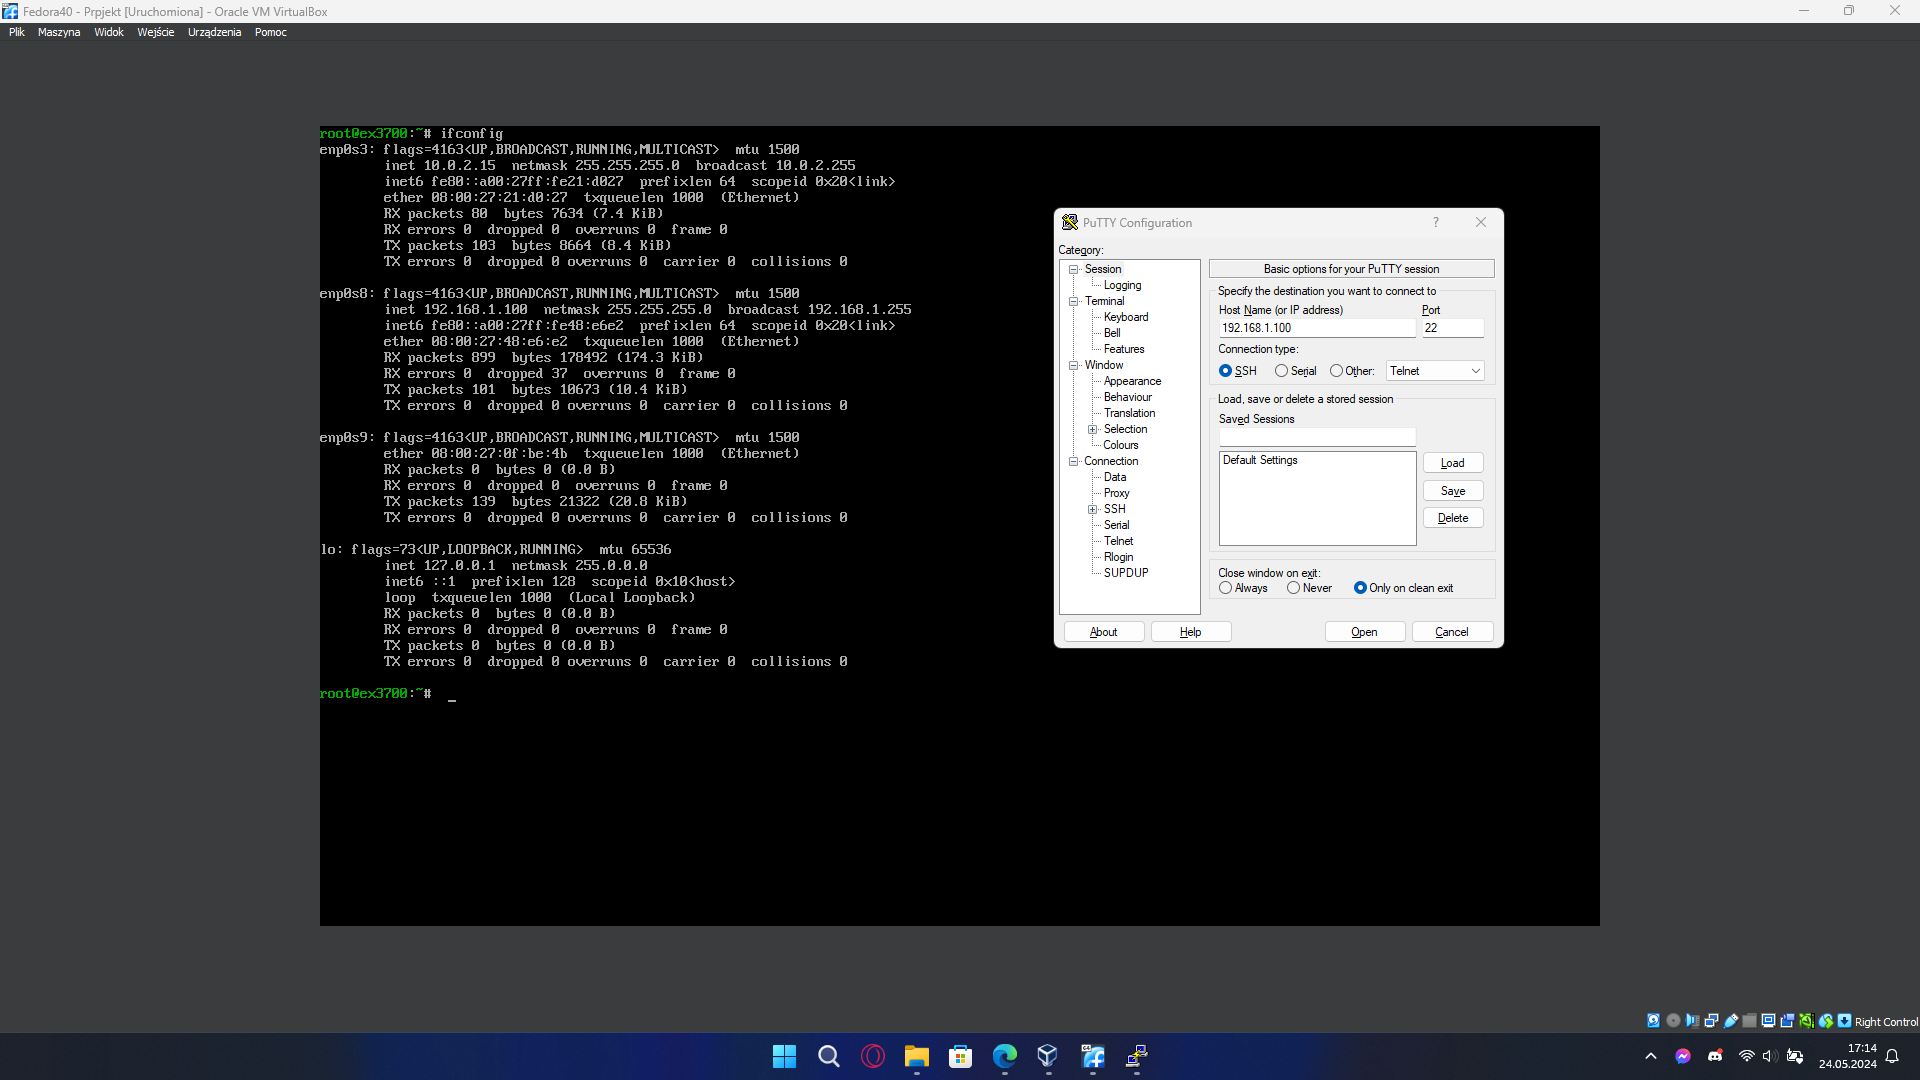 Fedora40 - Prpjekt [Uruchomiona] - Oracle VM VirtualBox
Plik Maszyna Widok Wejście Urządzenia Pomoc
root@ex3700:~# ifconfig
enp0s3: flags=4163<UP,BROADCAST,RUNNING,MULTICAST>  mtu 1500
        inet 10.0.2.15  netmask 255.255.255.0  broadcast 10.0.2.255
        inet6 fe80::a00:27ff:fe21:d027  prefixlen 64  scopeid 0x20<link>
        ether 08:00:27:21:d0:27  txqueuelen 1000  (Ethernet)
        RX packets 80  bytes 7634 (7.4 KiB)
        RX errors 0  dropped 0  overruns 0  frame 0
        TX packets 103  bytes 8664 (8.4 KiB)
        TX errors 0  dropped 0 overruns 0  carrier 0  collisions 0
enp0s8: flags=4163<UP,BROADCAST,RUNNING,MULTICAST>  mtu 1500
        inet 192.168.1.100  netmask 255.255.255.0  broadcast 192.168.1.255
        inet6 fe80::a00:27ff:fe48:e6e2  prefixlen 64  scopeid 0x20<link>
        ether 08:00:27:48:e6:e2  txqueuelen 1000  (Ethernet)
        RX packets 899  bytes 178492 (174.3 KiB)
        RX errors 0  dropped 37  overruns 0  frame 0
        TX packets 101  bytes 10673 (10.4 KiB)
        TX errors 0  dropped 0 overruns 0  carrier 0  collisions 0
enp0s9: flags=4163<UP,BROADCAST,RUNNING,MULTICAST>  mtu 1500
        ether 08:00:27:0f:be:4b  txqueuelen 1000  (Ethernet)
        RX packets 0  bytes 0 (0.0 B)
        RX errors 0  dropped 0  overruns 0  frame 0
        TX packets 139  bytes 21322 (20.8 KiB)
        TX errors 0  dropped 0 overruns 0  carrier 0  collisions 0
lo: flags=73<UP,LOOPBACK,RUNNING>  mtu 65536
        inet 127.0.0.1  netmask 255.0.0.0
        inet6 ::1  prefixlen 128  scopeid 0x10<host>
        loop  txqueuelen 1000  (Local Loopback)
        RX packets 0  bytes 0 (0.0 B)
        RX errors 0  dropped 0  overruns 0  frame 0
        TX packets 0  bytes 0 (0.0 B)
        TX errors 0  dropped 0 overruns 0  carrier 0  collisions 0
root@ex3700:~# _
PuTTY Configuration
?
Category:
Session
Logging
Terminal
Keyboard
Bell
Features
Window
Appearance
Behaviour
Translation
Selection
Colours
Connection
Data
Proxy
SSH
Serial
Telnet
Rlogin
SUPDUP
Basic options for your PuTTY session
Specify the destination you want to connect to
Host Name (or IP address) Port
192.168.1.100 22
Connection type:
SSH Serial Other: Telnet
Load, save or delete a stored session
Saved Sessions
Default Settings
Load
Save
Delete
Close window on exit:
Always Never Only on clean exit
About Help Open Cancel
Right Control
64
17:14
24.05.2024